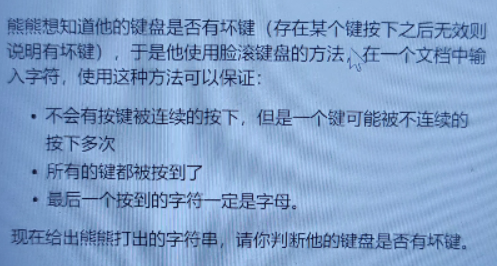 熊熊想知道他的键盘是否有坏键（存在某个键按下之后无效则
说明有坏键），于是他使用脸滚键盘的方法，在一个文档中输
入字符，使用这种方法可以保证：
• 不会有按键被连续的按下，但是一个键可能被不连续的
按下多次
• 所有的键都被按到了
• 最后一个按到的字符一定是字母。
现在给出熊熊打出的字符串，请你判断他的键盘是否有坏键。